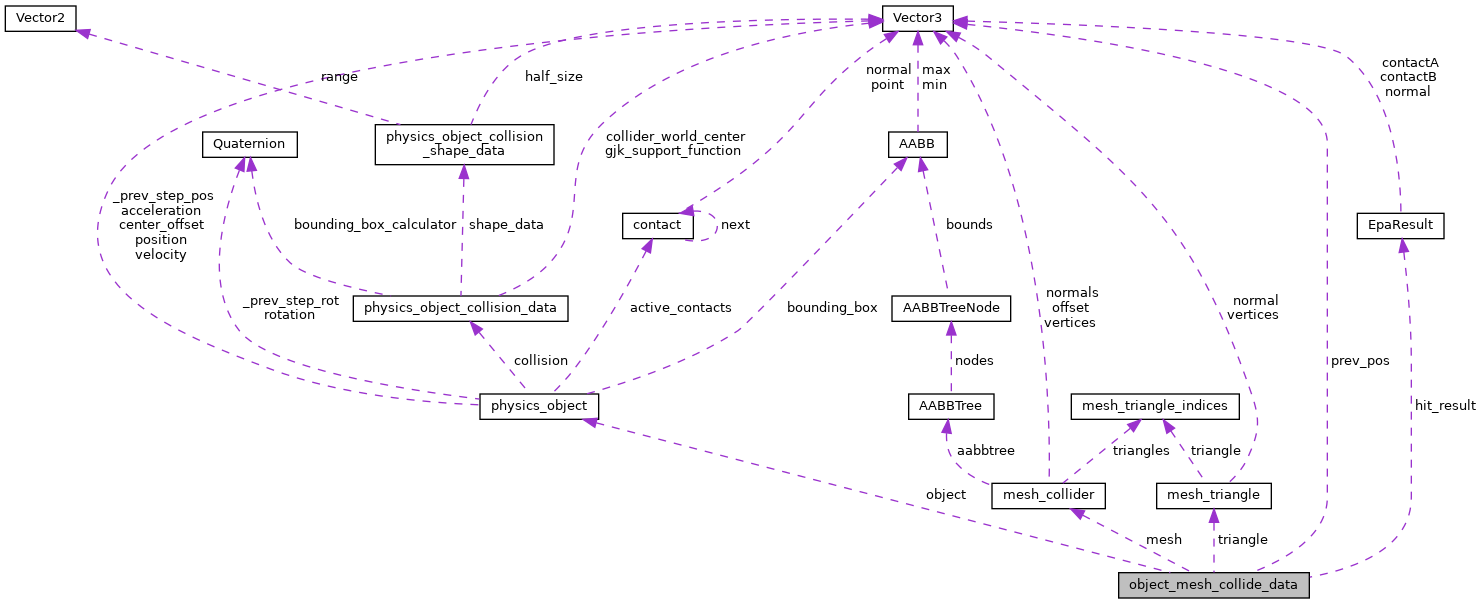 Vector2
Vector3
range
half_size
normal
point
max
min
contactA
contactB
normal
physics_object_collision
_shape_data
Quaternion
collider_world_center
gjk_support_function
AABB
_prev_step_pos
acceleration
center_offset
position
velocity
bounding_box_calculator
shape_data
contact
next
bounds
EpaResult
_prev_step_rot
rotation
physics_object_collision_data
active_contacts
bounding_box
AABBTreeNode
normals
offset
vertices
normal
vertices
collision
nodes
prev_pos
physics_object
AABBTree
mesh_triangle_indices
hit_result
aabbtree
triangles
triangle
object
mesh_collider
mesh_triangle
mesh
triangle
object_mesh_collide_data